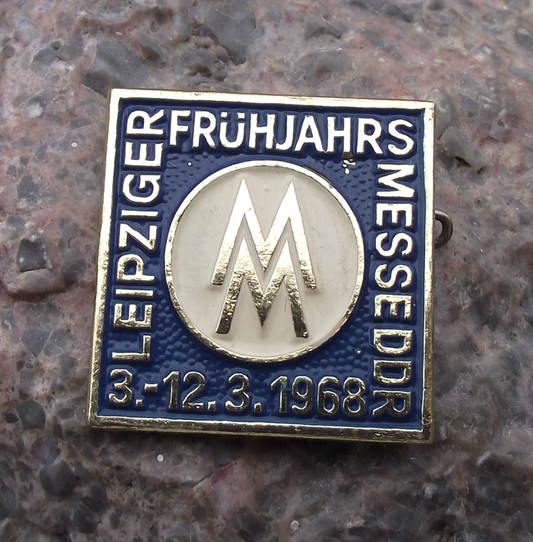 LEIPZIGER
FRÜHJAHRS
MESSE DDR
MM
3.-12.3.1968